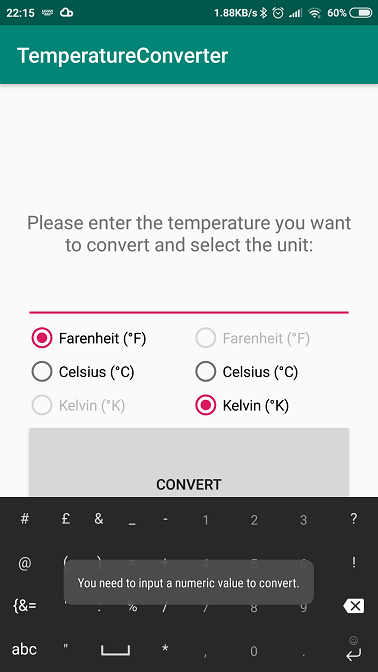 22:15 1.88KB/s 60%
TemperatureConverter
Please enter the temperature you want
to convert and select the unit:
Farenheit (°F) Farenheit (°F)
Celsius (°C) Celsius (°C)
Kelvin (°K) Kelvin (°K)
CONVERT
# £ & _ - 1 2 3 ?
@ ( ) = + 4 5 6 !
You need to input a numeric value to convert.
{&= : % / 7 8 9
abc " * , 0 .